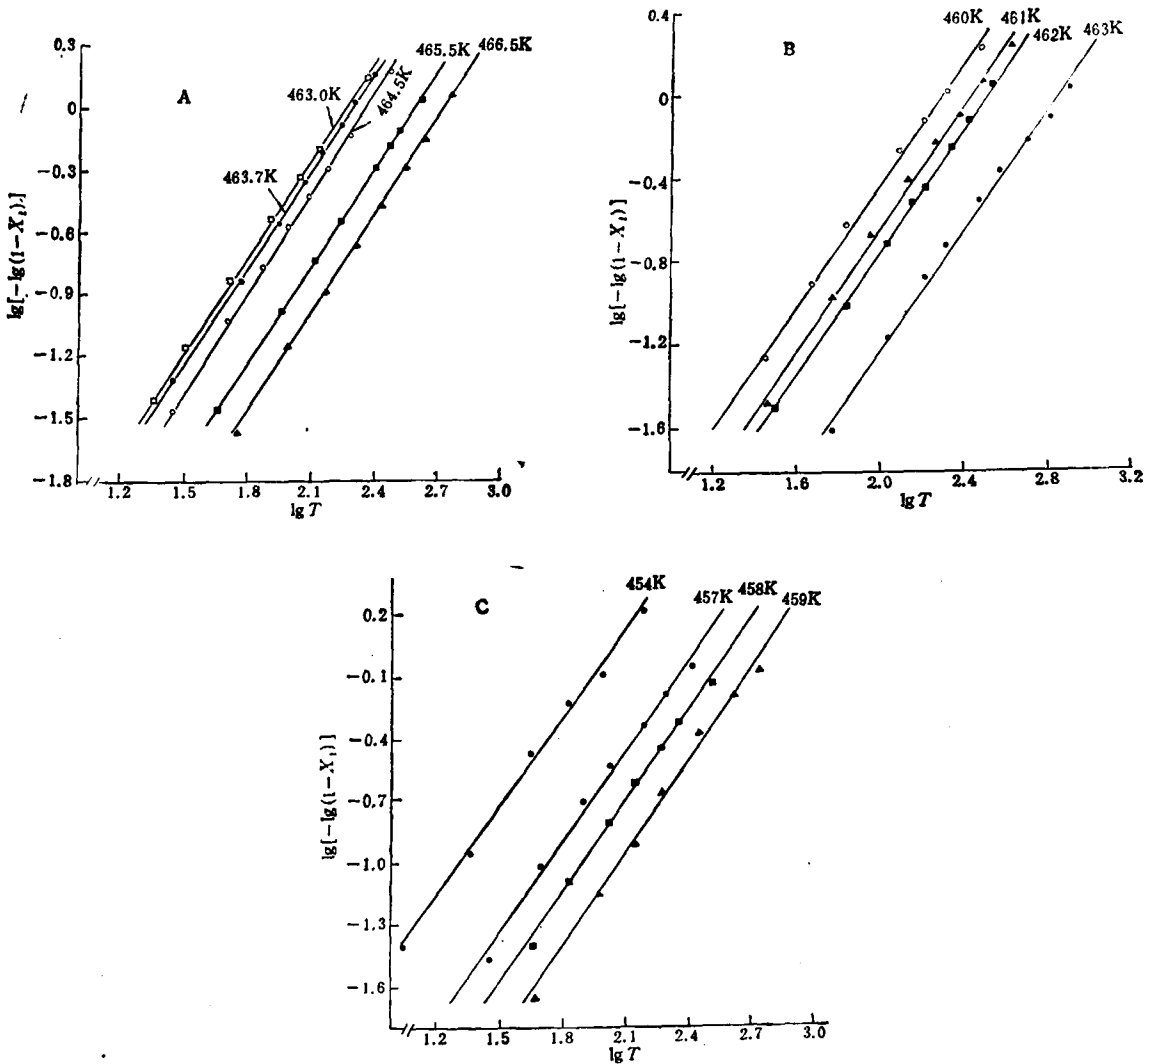 A
0.3
0
-0.3
-0.6
-0.9
-1.2
-1.5
-1.8
lg[-lg(1-X_t).]
463.0K
463.7K
464.5K
465.5K
466.5K
1.2 1.5 1.8 2.1 2.4 2.7 3.0
lg T
B
0.4
0
-0.4
-0.8
-1.2
-1.6
lg[-lg(1-X_t)]
460K
461K
462K
463K
1.2 1.6 2.0 2.4 2.8 3.2
lg T
C
0.2
-0.1
-0.4
-0.7
-1.0
-1.3
-1.6
lg[-lg(1-X_t)]
454K
457K
458K
459K
1.2 1.5 1.8 2.1 2.4 2.7 3.0
lg T